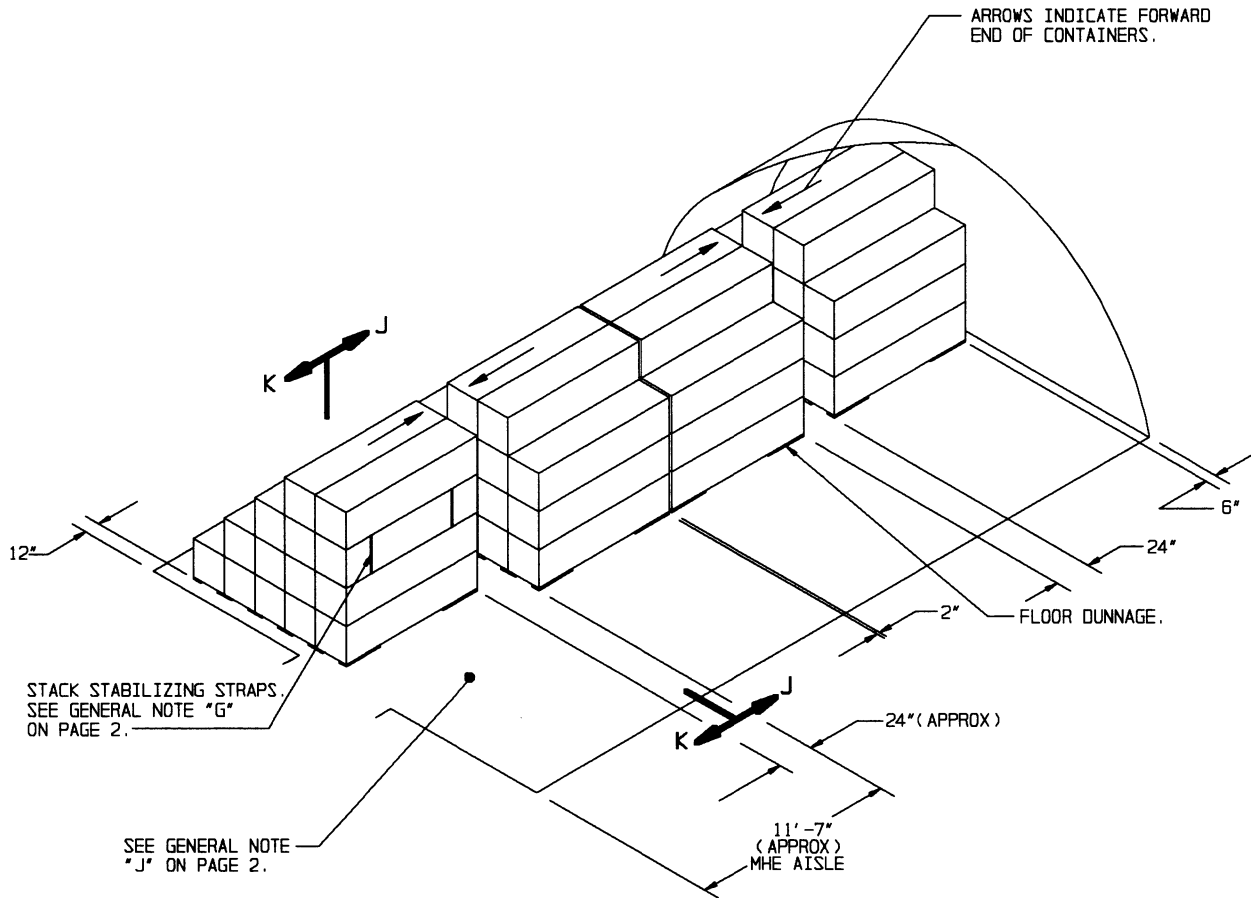 ARROWS INDICATE FORWARD
END OF CONTAINERS.
J
K
12"
6"
24"
2"
FLOOR DUNNAGE.
STACK STABILIZING STRAPS.
SEE GENERAL NOTE "G"
ON PAGE 2.
J
K
24"(APPROX)
11'-7"
(APPROX)
MHE AISLE
SEE GENERAL NOTE
"J" ON PAGE 2.